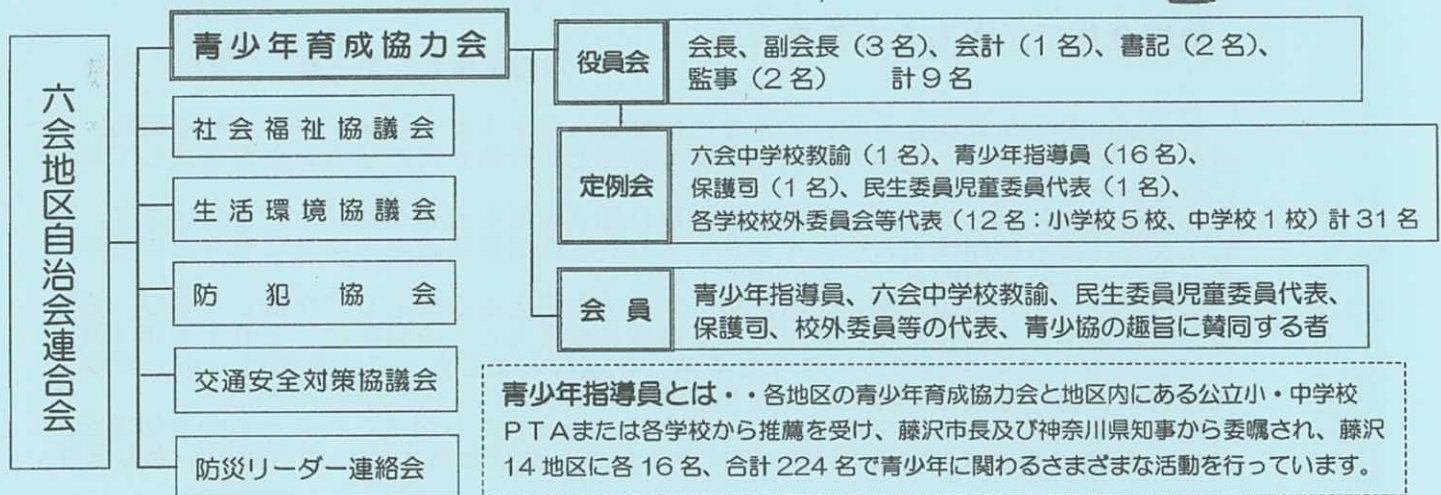 六会地区自治会連合会
青少年育成協力会
社会福祉協議会
生活環境協議会
防犯協会
交通安全対策協議会
防災リーダー連絡会
役員会
会長、副会長(3名)、会計(1名)、書記(2名)、
監事(2名) 計9名
定例会
六会中学校教諭(1名)、青少年指導員(16名)、
保護司(1名)、民生委員児童委員代表(1名)、
各学校校外委員会等代表(12名:小学校5校、中学校1校)計31名
会員
青少年指導員、六会中学校教諭、民生委員児童委員代表、
保護司、校外委員等の代表、青少協の趣旨に賛同する者
青少年指導員とは・・各地区の青少年育成協力会と地区内にある公立小・中学校
PTAまたは各学校から推薦を受け、藤沢市長及び神奈川県知事から委嘱され、藤沢
14地区に各16名、合計224名で青少年に関わるさまざまな活動を行っています。